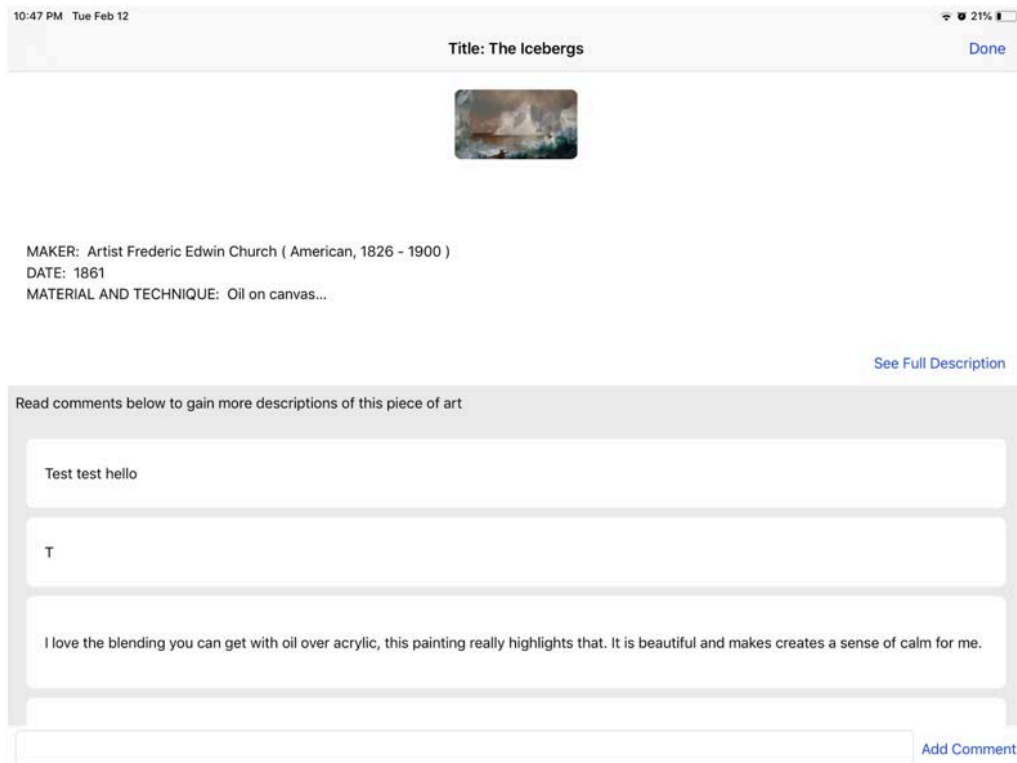 10:47 PM Tue Feb 12
21%
Title: The Icebergs
Done
MAKER: Artist Frederic Edwin Church ( American, 1826 - 1900 )
DATE: 1861
MATERIAL AND TECHNIQUE: Oil on canvas...
See Full Description
Read comments below to gain more descriptions of this piece of art
Test test hello
T
I love the blending you can get with oil over acrylic, this painting really highlights that. It is beautiful and makes creates a sense of calm for me.
Add Comment